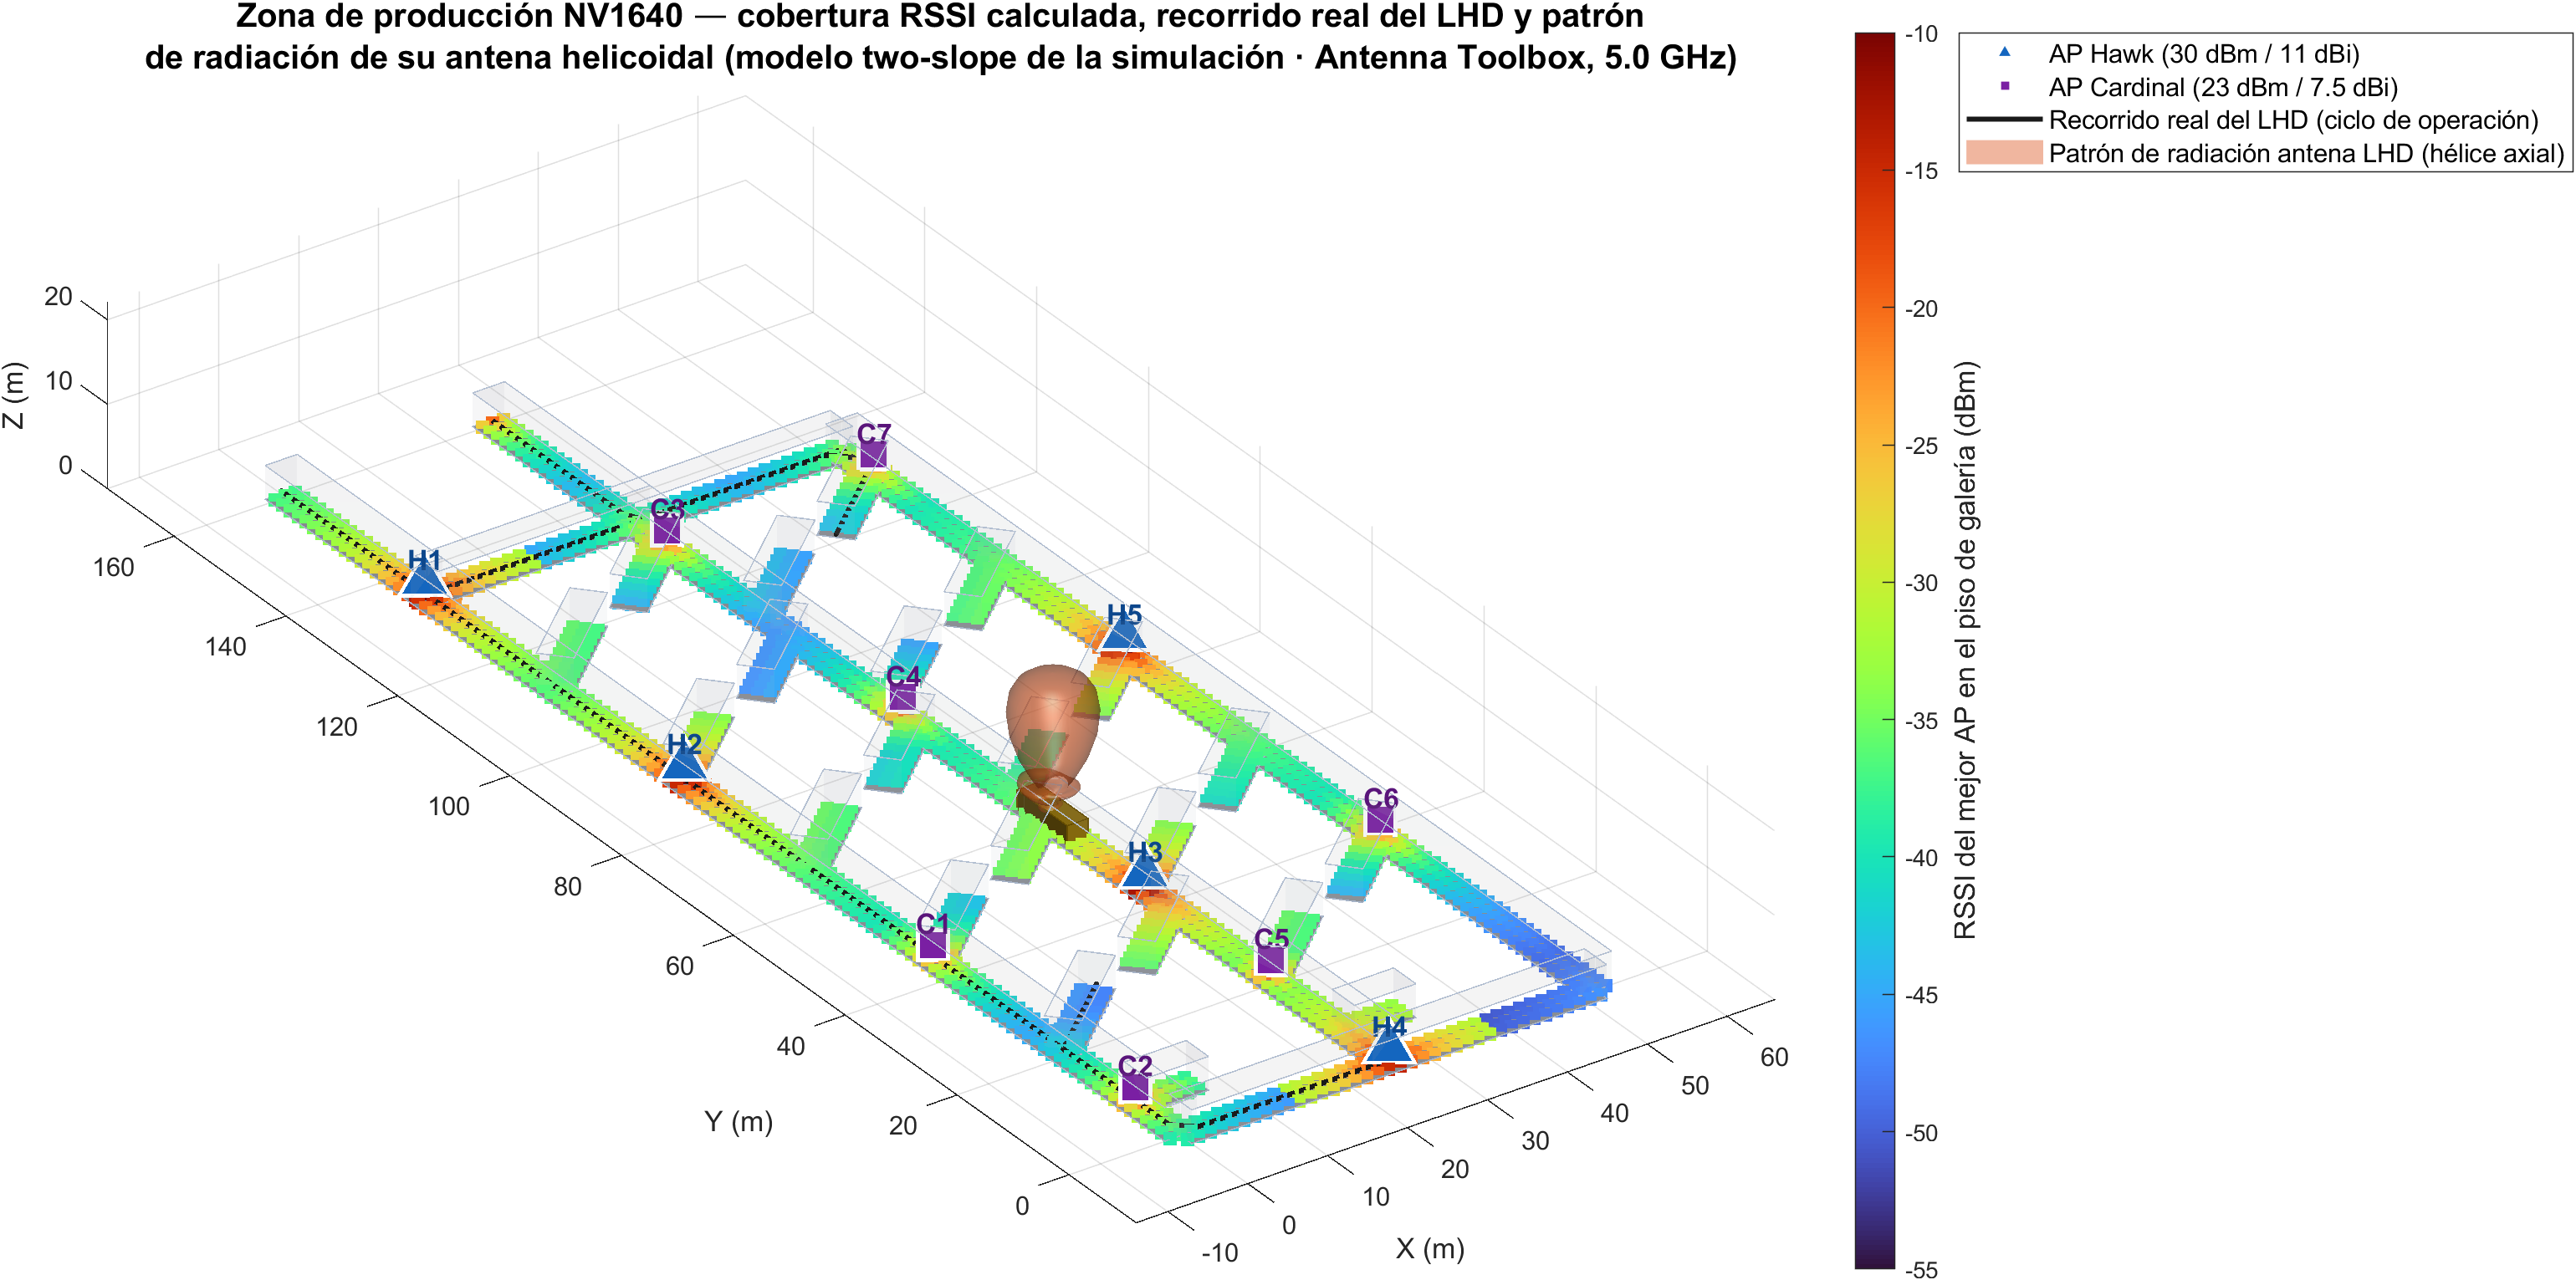 Zona de producción NV1640 — cobertura RSSI calculada, recorrido real del LHD y patrón
de radiación de su antena helicoidal (modelo two-slope de la simulación · Antenna Toolbox, 5.0 GHz)
AP Hawk (30 dBm / 11 dBi)
AP Cardinal (23 dBm / 7.5 dBi)
Recorrido real del LHD (ciclo de operación)
Patrón de radiación antena LHD (hélice axial)
-10
-15
-20
-25
-30
-35
-40
-45
-50
-55
RSSI del mejor AP en el piso de galería (dBm)
Z (m)
20
10
0
160
140
120
100
80
60
40
20
0
Y (m)
-10
0
10
20
30
40
50
60
X (m)
C7
C3
H1
H5
C4
H2
C6
H3
C1
C5
H4
C2